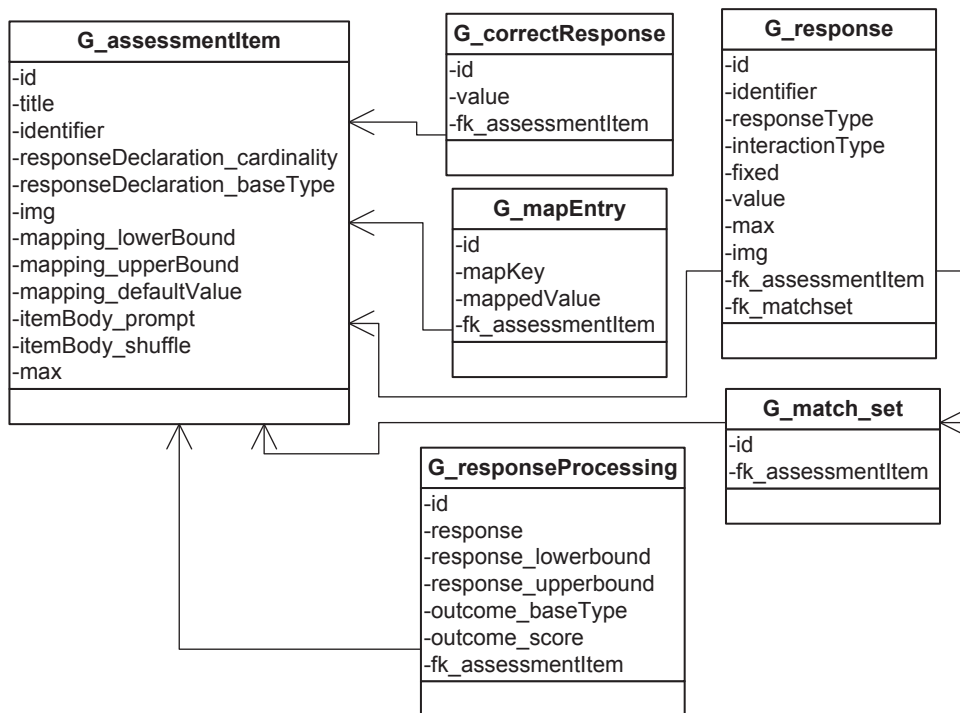 G_assessmentItem
-id
-title
-identifier
-responseDeclaration_cardinality
-responseDeclaration_baseType
-img
-mapping_lowerBound
-mapping_upperBound
-mapping_defaultValue
-itemBody_prompt
-itemBody_shuffle
-max
G_correctResponse
-id
-value
-fk_assessmentItem
G_mapEntry
-id
-mapKey
-mappedValue
-fk_assessmentItem
G_response
-id
-identifier
-responseType
-interactionType
-fixed
-value
-max
-img
-fk_assessmentItem
-fk_matchset
G_match_set
-id
-fk_assessmentItem
G_responseProcessing
-id
-response
-response_lowerbound
-response_upperbound
-outcome_baseType
-outcome_score
-fk_assessmentItem